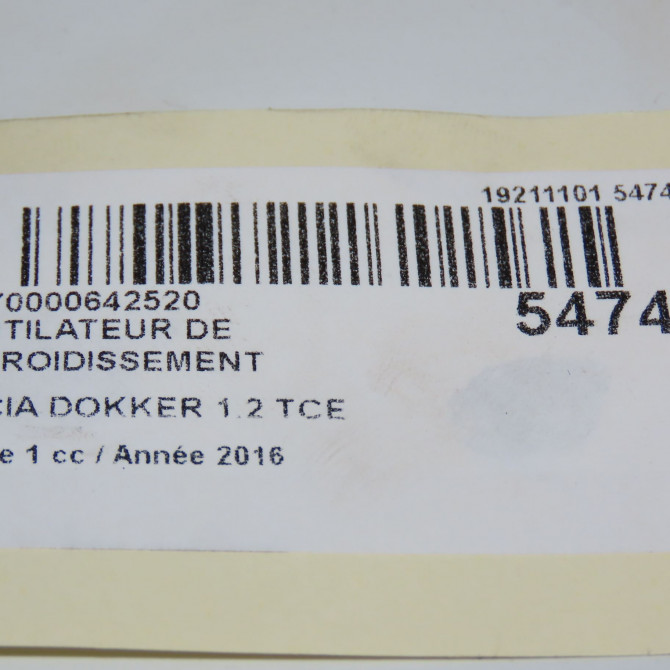 19211101 5474
70000642520
5474
TILATEUR DE
ROIDISSEMENT
CIA DOKKER 1.2 TCE
e 1 cc / Année 2016